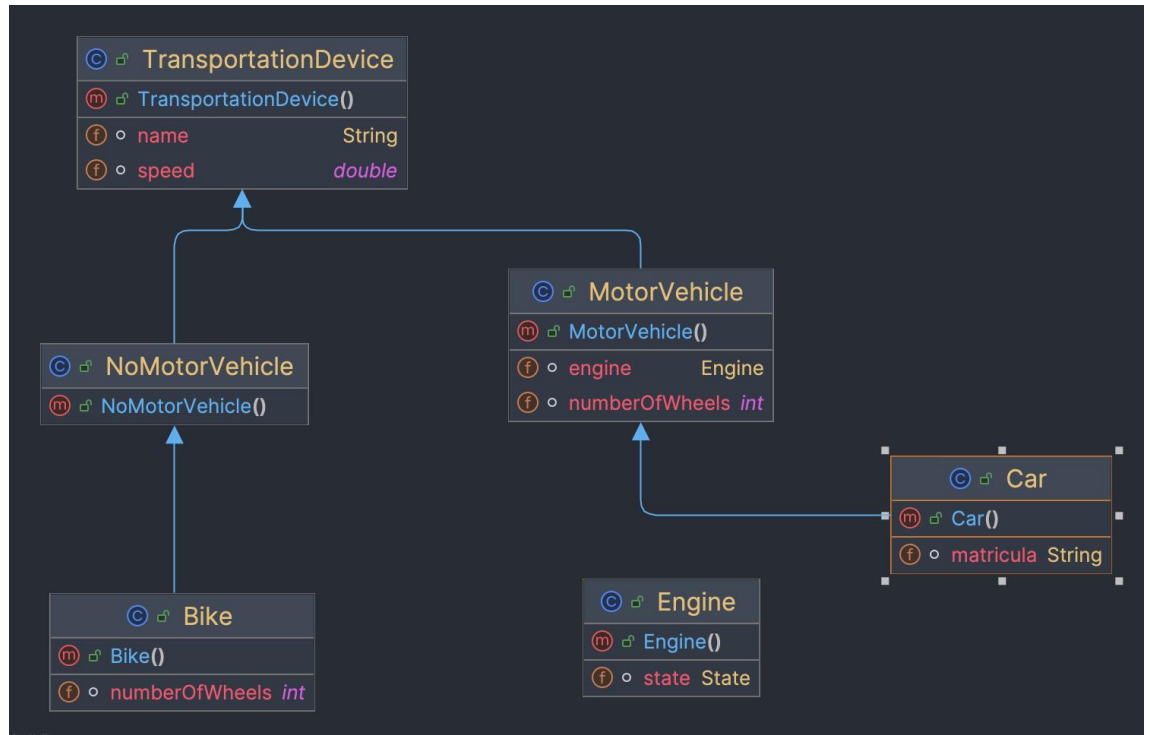 TransportationDevice
TransportationDevice()
name String
speed double
MotorVehicle
MotorVehicle()
engine Engine
numberOfWheels int
NoMotorVehicle
NoMotorVehicle()
Car
Car()
matricula String
Engine
Engine()
state State
Bike
Bike()
numberOfWheels int